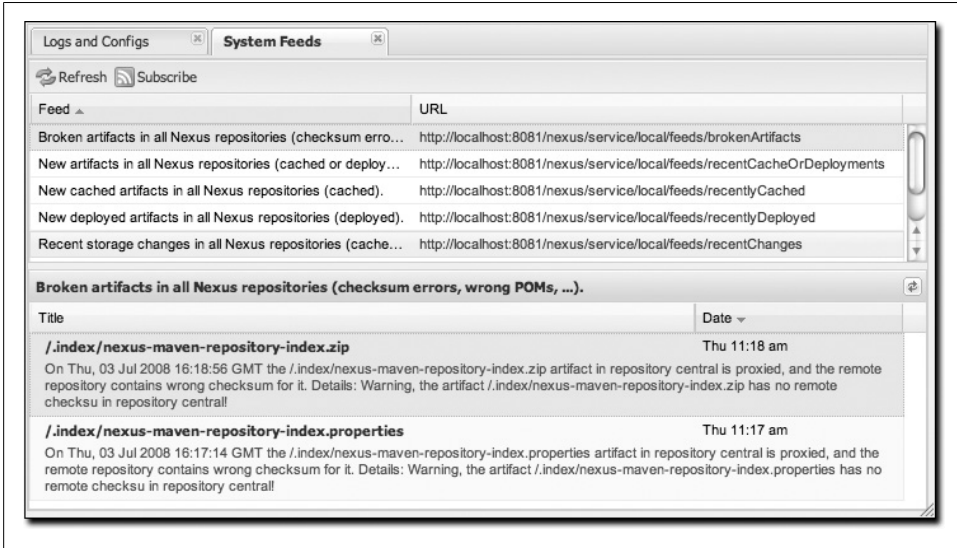 Logs and Configs
System Feeds
Refresh Subscribe
Feed URL
Broken artifacts in all Nexus repositories (checksum erro... http://localhost:8081/nexus/service/local/feeds/brokenArtifacts
New artifacts in all Nexus repositories (cached or deploy... http://localhost:8081/nexus/service/local/feeds/recentCacheOrDeployments
New cached artifacts in all Nexus repositories (cached). http://localhost:8081/nexus/service/local/feeds/recentlyCached
New deployed artifacts in all Nexus repositories (deployed). http://localhost:8081/nexus/service/local/feeds/recentlyDeployed
Recent storage changes in all Nexus repositories (cache... http://localhost:8081/nexus/service/local/feeds/recentChanges
Broken artifacts in all Nexus repositories (checksum errors, wrong POMs, ...).
Title Date
/.index/nexus-maven-repository-index.zip Thu 11:18 am
On Thu, 03 Jul 2008 16:18:56 GMT the /.index/nexus-maven-repository-index.zip artifact in repository central is proxied, and the remote
repository contains wrong checksum for it. Details: Warning, the artifact /.index/nexus-maven-repository-index.zip has no remote
checksu in repository central!
/.index/nexus-maven-repository-index.properties Thu 11:17 am
On Thu, 03 Jul 2008 16:17:14 GMT the /.index/nexus-maven-repository-index.properties artifact in repository central is proxied, and the
remote repository contains wrong checksum for it. Details: Warning, the artifact /.index/nexus-maven-repository-index.properties has no
remote checksu in repository central!